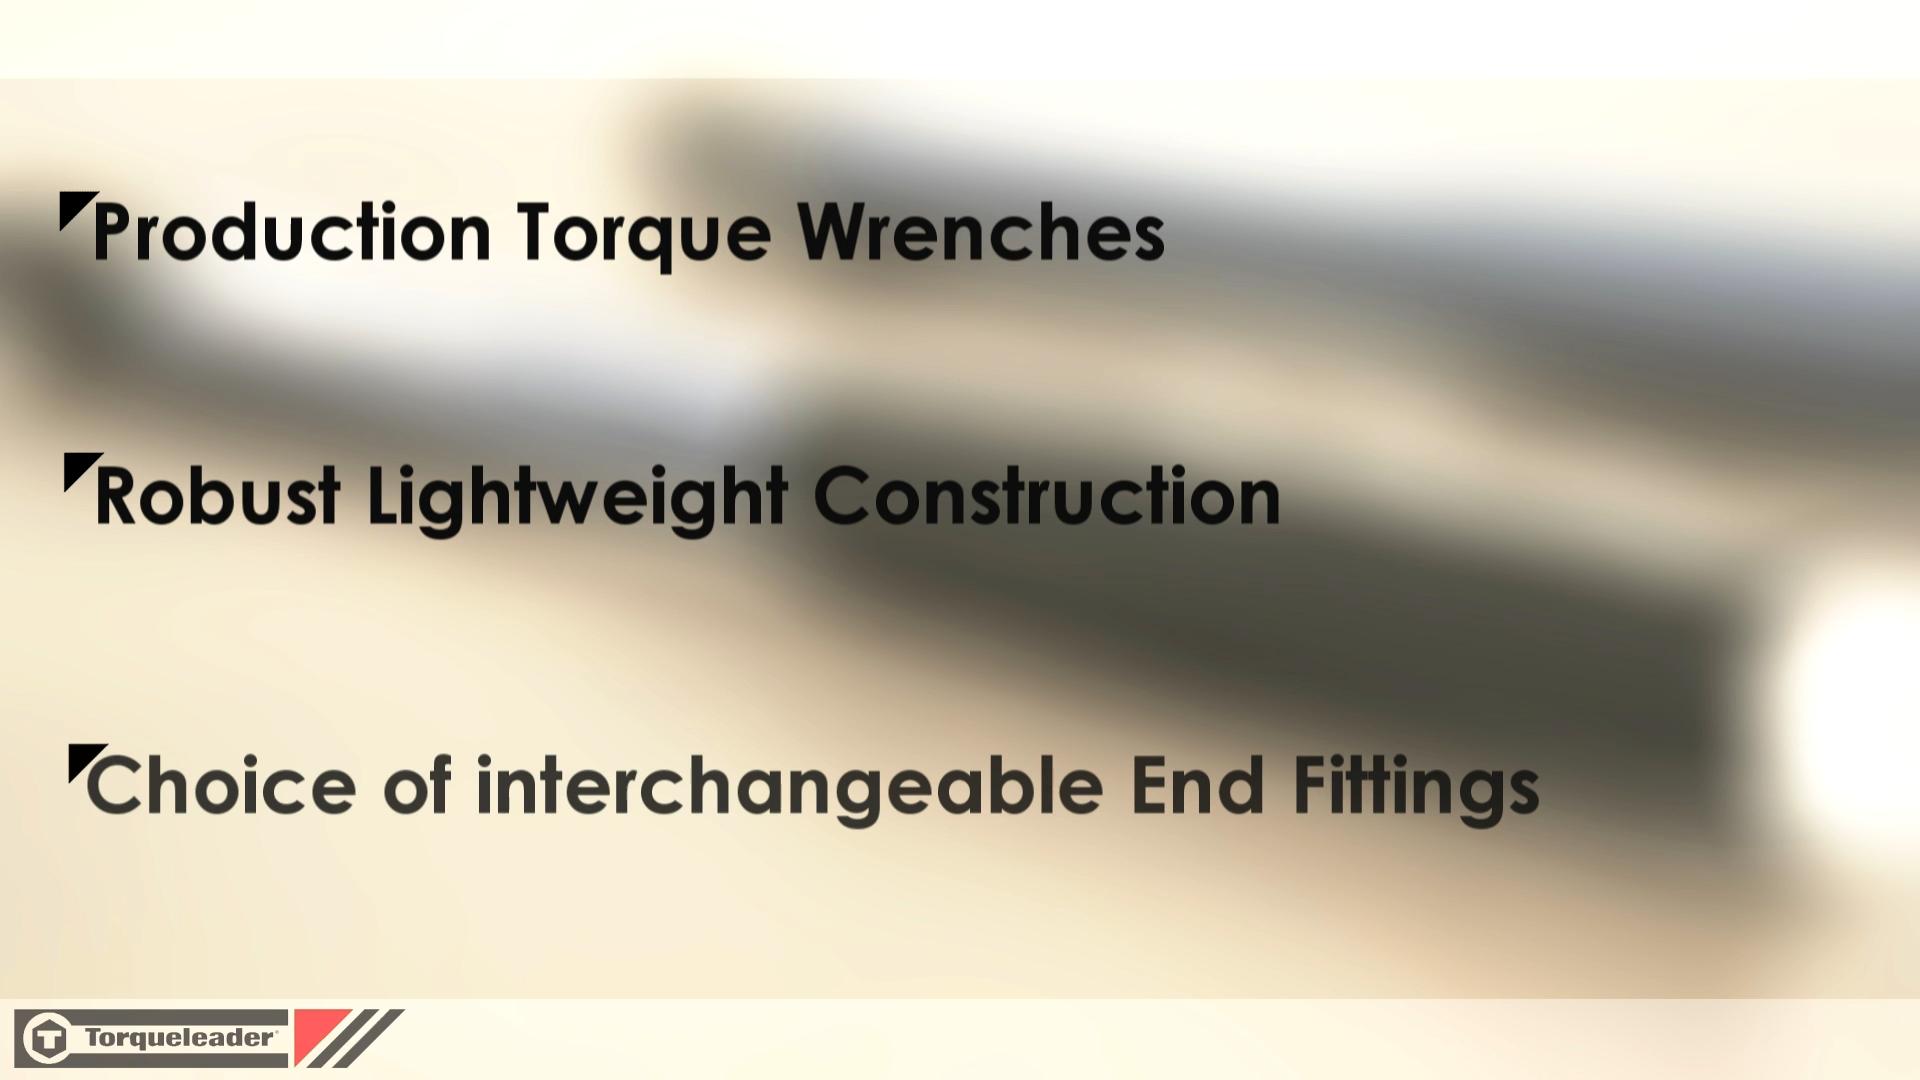 Production Torque Wrenches
Robust Lightweight Construction
Choice of interchangeable End Fittings
Torqueleader